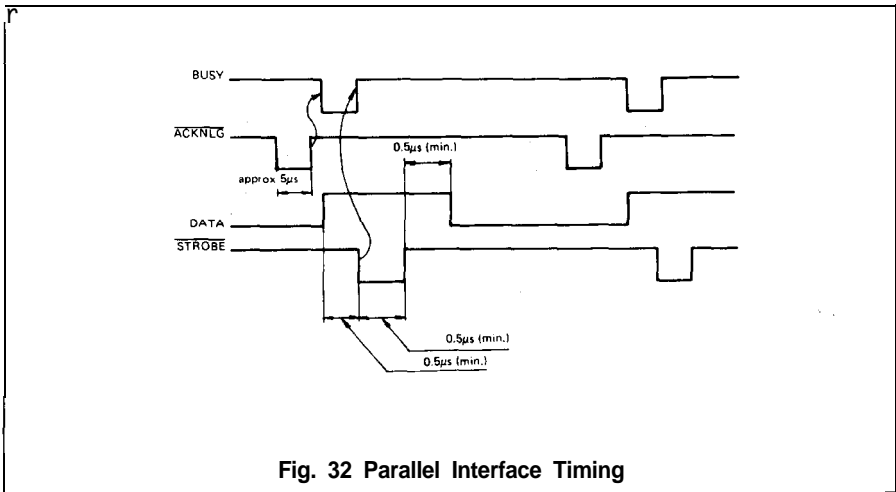 r
BUSY
ACKNLG
0.5µs (min.)
approx 5µs
DATA
STROBE
0.5µs (min.)
0.5µs (min.)
Fig. 32 Parallel Interface Timing